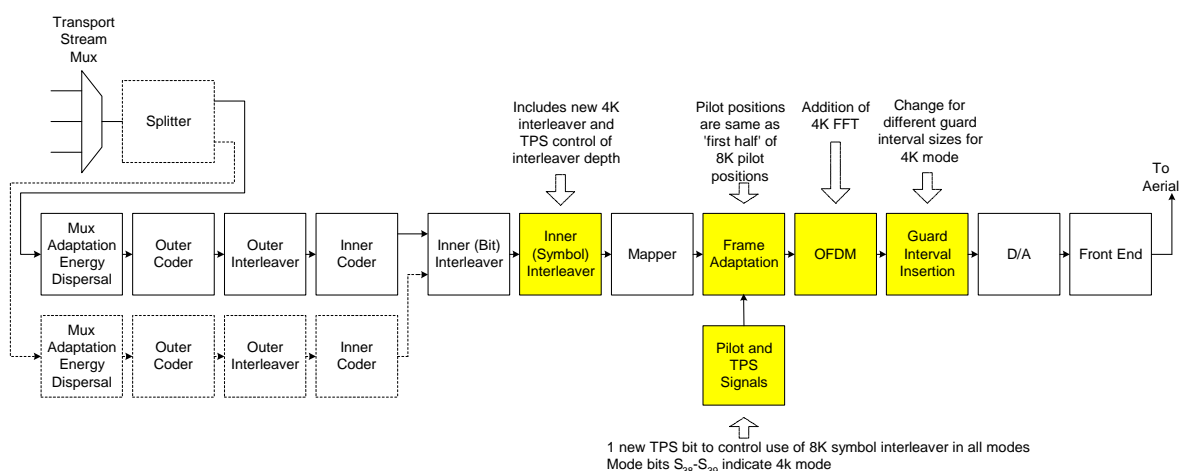 Transport
Stream
Mux
Splitter
Includes new 4K
interleaver and
TPS control of
interleaver depth
Pilot positions
are same as
'first half' of
8K pilot
positions
Addition of
4K FFT
Change for
different guard
interval sizes for
4K mode
To
Aerial
Mux
Adaptation
Energy
Dispersal
Outer
Coder
Outer
Interleaver
Inner
Coder
Inner (Bit)
Interleaver
Inner
(Symbol)
Interleaver
Mapper
Frame
Adaptation
OFDM
Guard
Interval
Insertion
D/A
Front End
Mux
Adaptation
Energy
Dispersal
Outer
Coder
Outer
Interleaver
Inner
Coder
Pilot and
TPS
Signals
1 new TPS bit to control use of 8K symbol interleaver in all modes
Mode bits S38-S39 indicate 4k mode